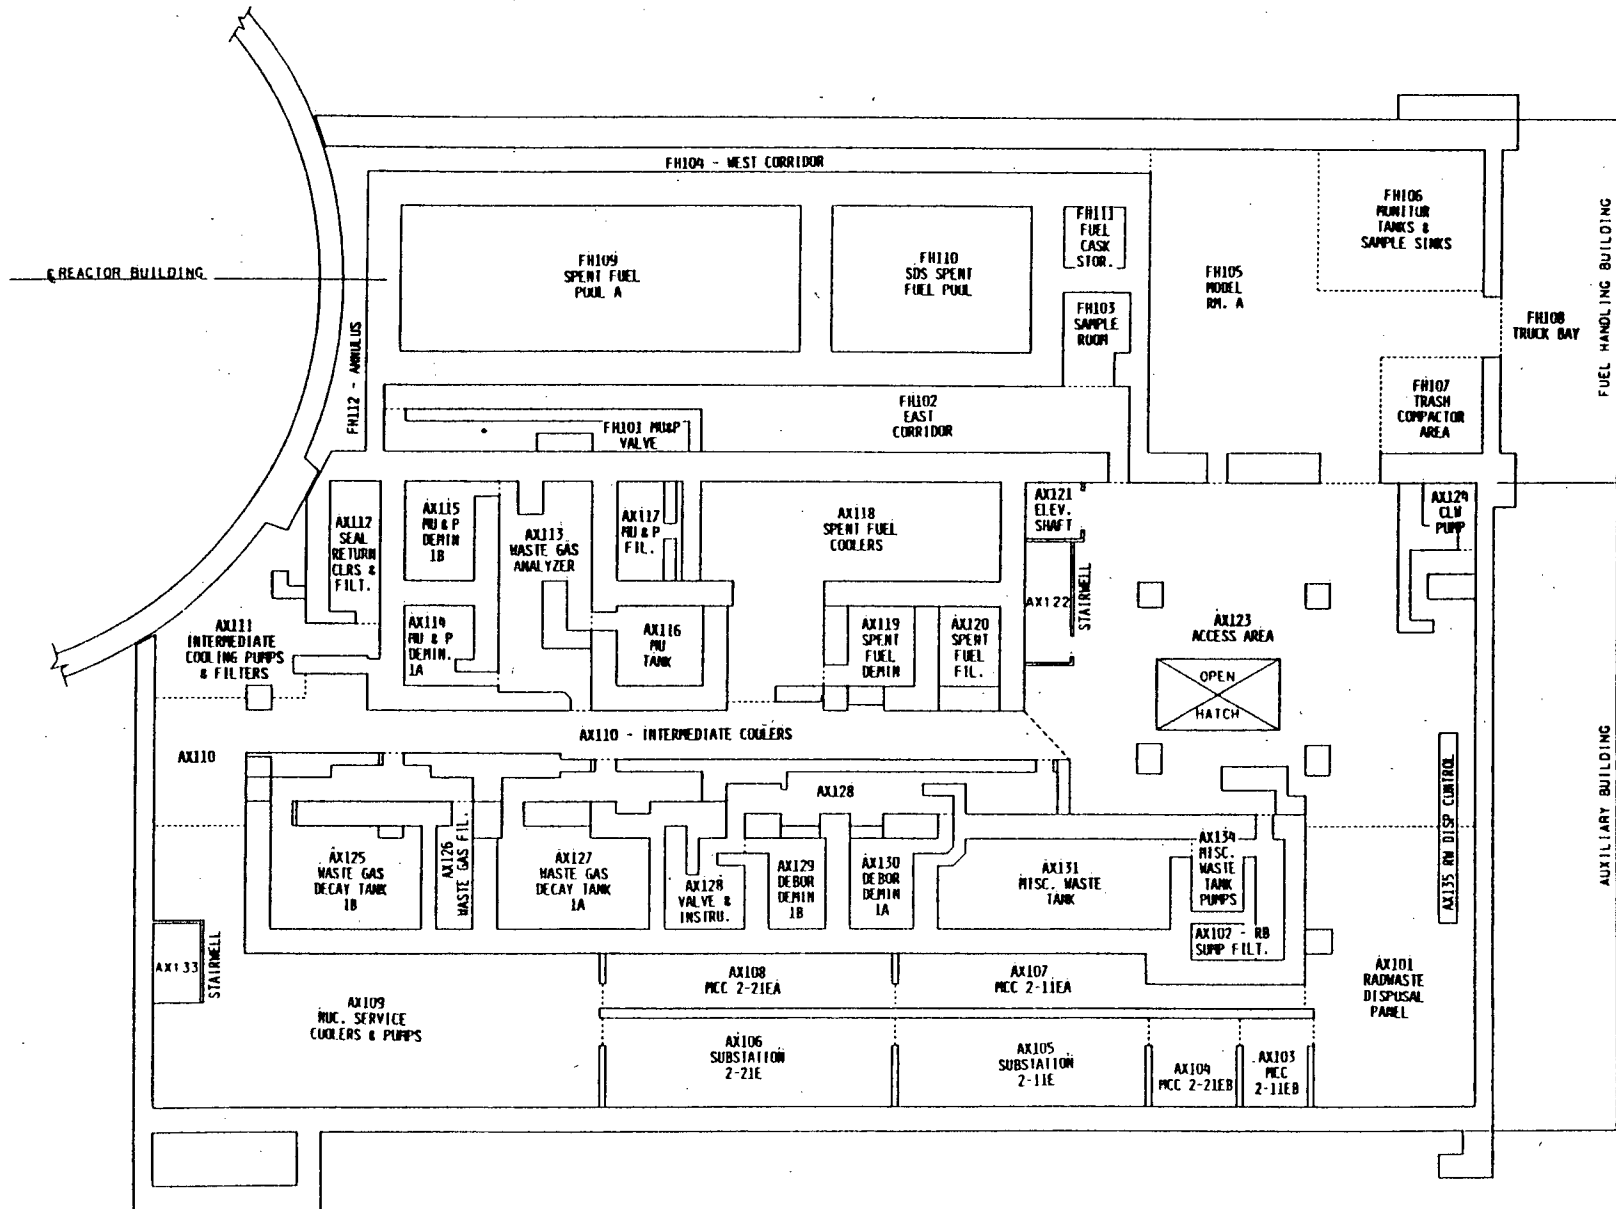 FH104 - WEST CORRIDOR
FH106
MONITOR
TANKS &
SAMPLE SINKS
FH111
FUEL
CASK
STOR.
FH109
SPENT FUEL
POOL A
FH110
SDS SPENT
FUEL POOL
FH105
MODEL
RM. A
REACTOR BUILDING
FH103
SAMPLE
ROOM
FH108
TRUCK BAY
FUEL HANDLING BUILDING
FH112 - ANNULUS
FH102
EAST
CORRIDOR
FH107
TRASH
COMPACTOR
AREA
FH101 MU&P
VALVE
AX112
SEAL
RETURN
CLRS &
FILT.
AX115
MU & P
DEMIN
1B
AX113
WASTE GAS
ANALYZER
AX117
MU & P
FIL.
AX118
SPENT FUEL
COOLERS
AX121
ELEV.
SHAFT
AX124
CLW
PUMP
AX122
STAIRWELL
AX111
INTERMEDIATE
COOLING PUMPS
& FILTERS
AX114
MU & P
DEMIN.
1A
AX116
MU
TANK
AX119
SPENT
FUEL
DEMIN
AX120
SPENT
FUEL
FIL.
AX123
ACCESS AREA
OPEN
HATCH
AX110 - INTERMEDIATE COOLERS
AX110
AX128
AX135 RW DISP CONTROL
AUXILIARY BUILDING
AX125
WASTE GAS
DECAY TANK
1B
AX126
WASTE GAS FIL.
AX127
WASTE GAS
DECAY TANK
1A
AX128
VALVE &
INSTRU.
AX129
DEBOR
DEMIN
1B
AX130
DEBOR
DEMIN
1A
AX131
MISC. WASTE
TANK
AX134
MISC.
WASTE
TANK
PUMPS
AX102 - RB
SUMP FILT.
AX133
STAIRWELL
AX109
NUC. SERVICE
COOLERS & PUMPS
AX108
MCC 2-21EA
AX107
MCC 2-11EA
AX101
RADWASTE
DISPOSAL
PANEL
AX106
SUBSTATION
2-21E
AX105
SUBSTATION
2-11E
AX104
MCC 2-21EB
AX103
MCC
2-11EB